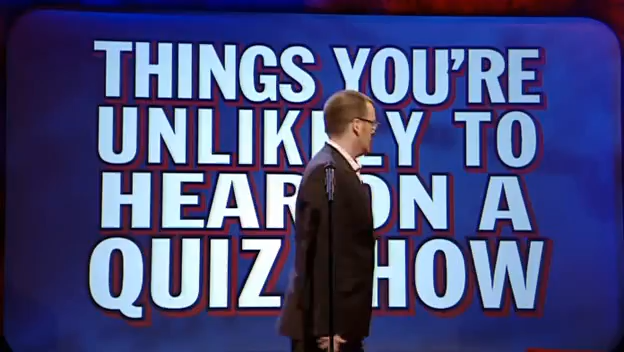 THINGS YOU'RE
UNLIKELY TO
HEAR ON A
QUIZ SHOW